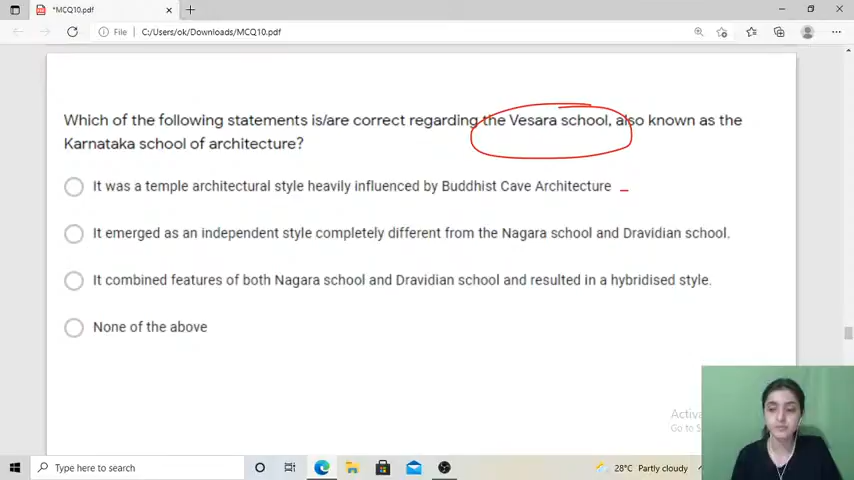 *MCQ10.pdf
File
C:/Users/ok/Downloads/MCQ10.pdf
Which of the following statements is/are correct regarding the Vesara school, also known as the
Karnataka school of architecture?
It was a temple architectural style heavily influenced by Buddhist Cave Architecture
It emerged as an independent style completely different from the Nagara school and Dravidian school.
It combined features of both Nagara school and Dravidian school and resulted in a hybridised style.
None of the above
Activa
Go to S
Type here to search
28°C Partly cloudy